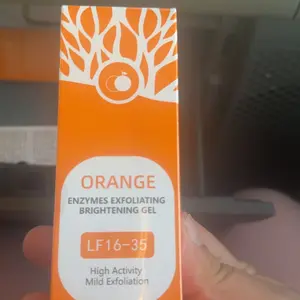 ORANGE
ENZYMES EXFOLIATING
BRIGHTENING GEL
LF16-35
High Activity
Mild Exfoliation